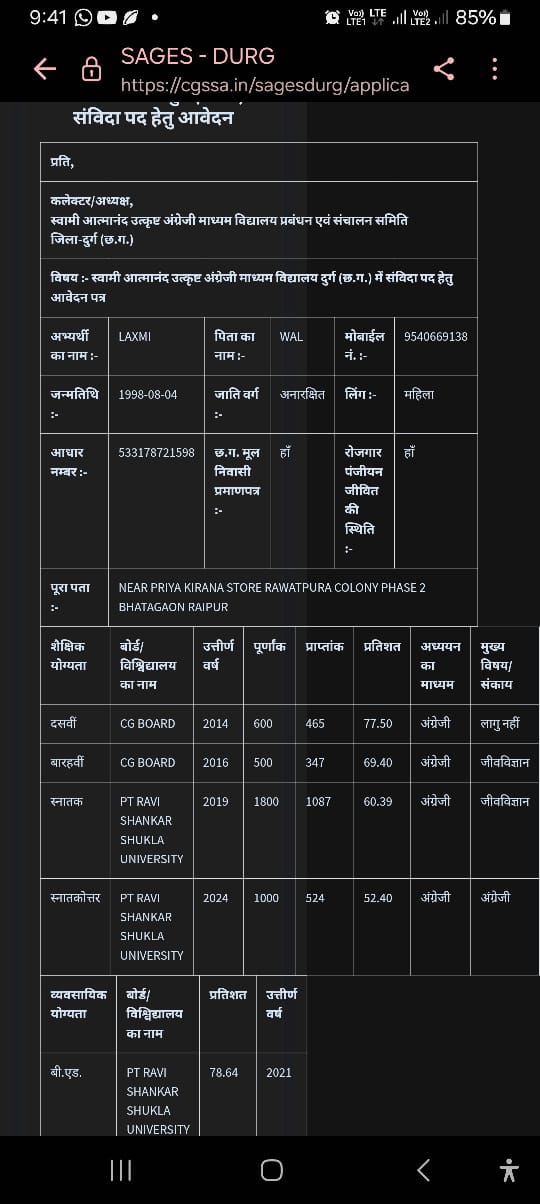 9:41
Vo) LTE1 LTE Vo) LTE2 85%
SAGES - DURG
https://cgssa.in/sagesdurg/applica
संविदा पद हेतु आवेदन
प्रति,
कलेक्टर/अध्यक्ष,
स्वामी आत्मानंद उत्कृष्ट अंग्रेजी माध्यम विद्यालय प्रबंधन एवं संचालन समिति
जिला-दुर्ग (छ.ग.)
विषय :- स्वामी आत्मानंद उत्कृष्ट अंग्रेजी माध्यम विद्यालय दुर्ग (छ.ग.) में संविदा पद हेतु
आवेदन पत्र
अभ्यर्थी का नाम :- LAXMI पिता का नाम :- WAL मोबाईल नं. :- 9540669138
जन्मतिथि :- 1998-08-04 जाति वर्ग :- अनारक्षित लिंग :- महिला
आधार नम्बर :- 533178721598 छ.ग. मूल निवासी प्रमाणपत्र :- हाँ रोजगार पंजीयन जीवित की स्थिति :- हाँ
पूरा पता :- NEAR PRIYA KIRANA STORE RAWATPURA COLONY PHASE 2
BHATAGAON RAIPUR
शैक्षिक योग्यता बोर्ड/ विश्विद्यालय का नाम उत्तीर्ण वर्ष पूर्णांक प्राप्तांक प्रतिशत अध्ययन का माध्यम मुख्य विषय/ संकाय
दसवीं CG BOARD 2014 600 465 77.50 अंग्रेजी लागु नहीं
बारहवीं CG BOARD 2016 500 347 69.40 अंग्रेजी जीवविज्ञान
स्नातक PT RAVI SHANKAR SHUKLA UNIVERSITY 2019 1800 1087 60.39 अंग्रेजी जीवविज्ञान
स्नातकोत्तर PT RAVI SHANKAR SHUKLA UNIVERSITY 2024 1000 524 52.40 अंग्रेजी अंग्रेजी
व्यवसायिक योग्यता बोर्ड/ विश्विद्यालय का नाम प्रतिशत उत्तीर्ण वर्ष
बी.एड. PT RAVI SHANKAR SHUKLA UNIVERSITY 78.64 2021